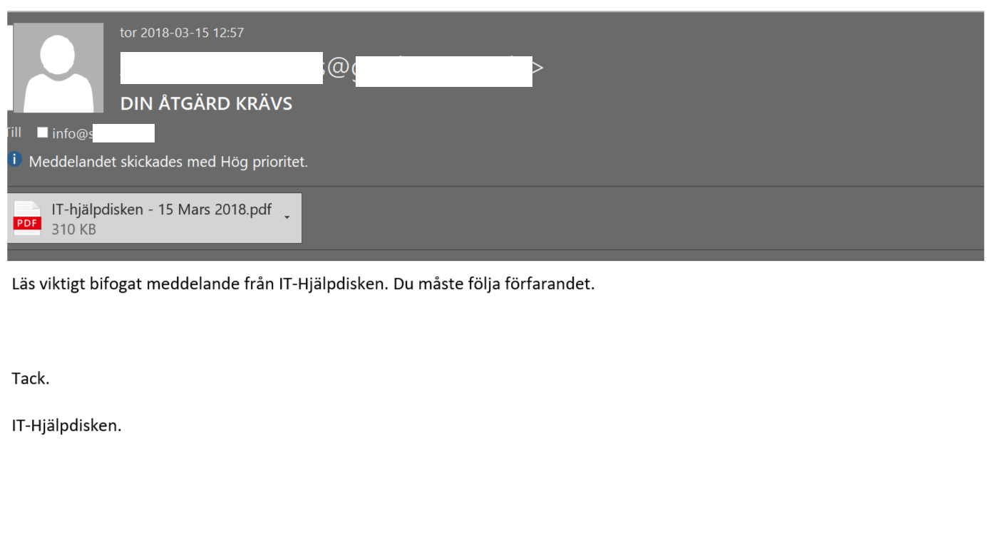 tor 2018-03-15 12:57
@
>
DIN ÅTGÄRD KRÄVS
Till info@s
Meddelandet skickades med Hög prioritet.
IT-hjälpdisken - 15 Mars 2018.pdf
PDF
310 KB
Läs viktigt bifogat meddelande från IT-Hjälpdisken. Du måste följa förfarandet.
Tack.
IT-Hjälpdisken.